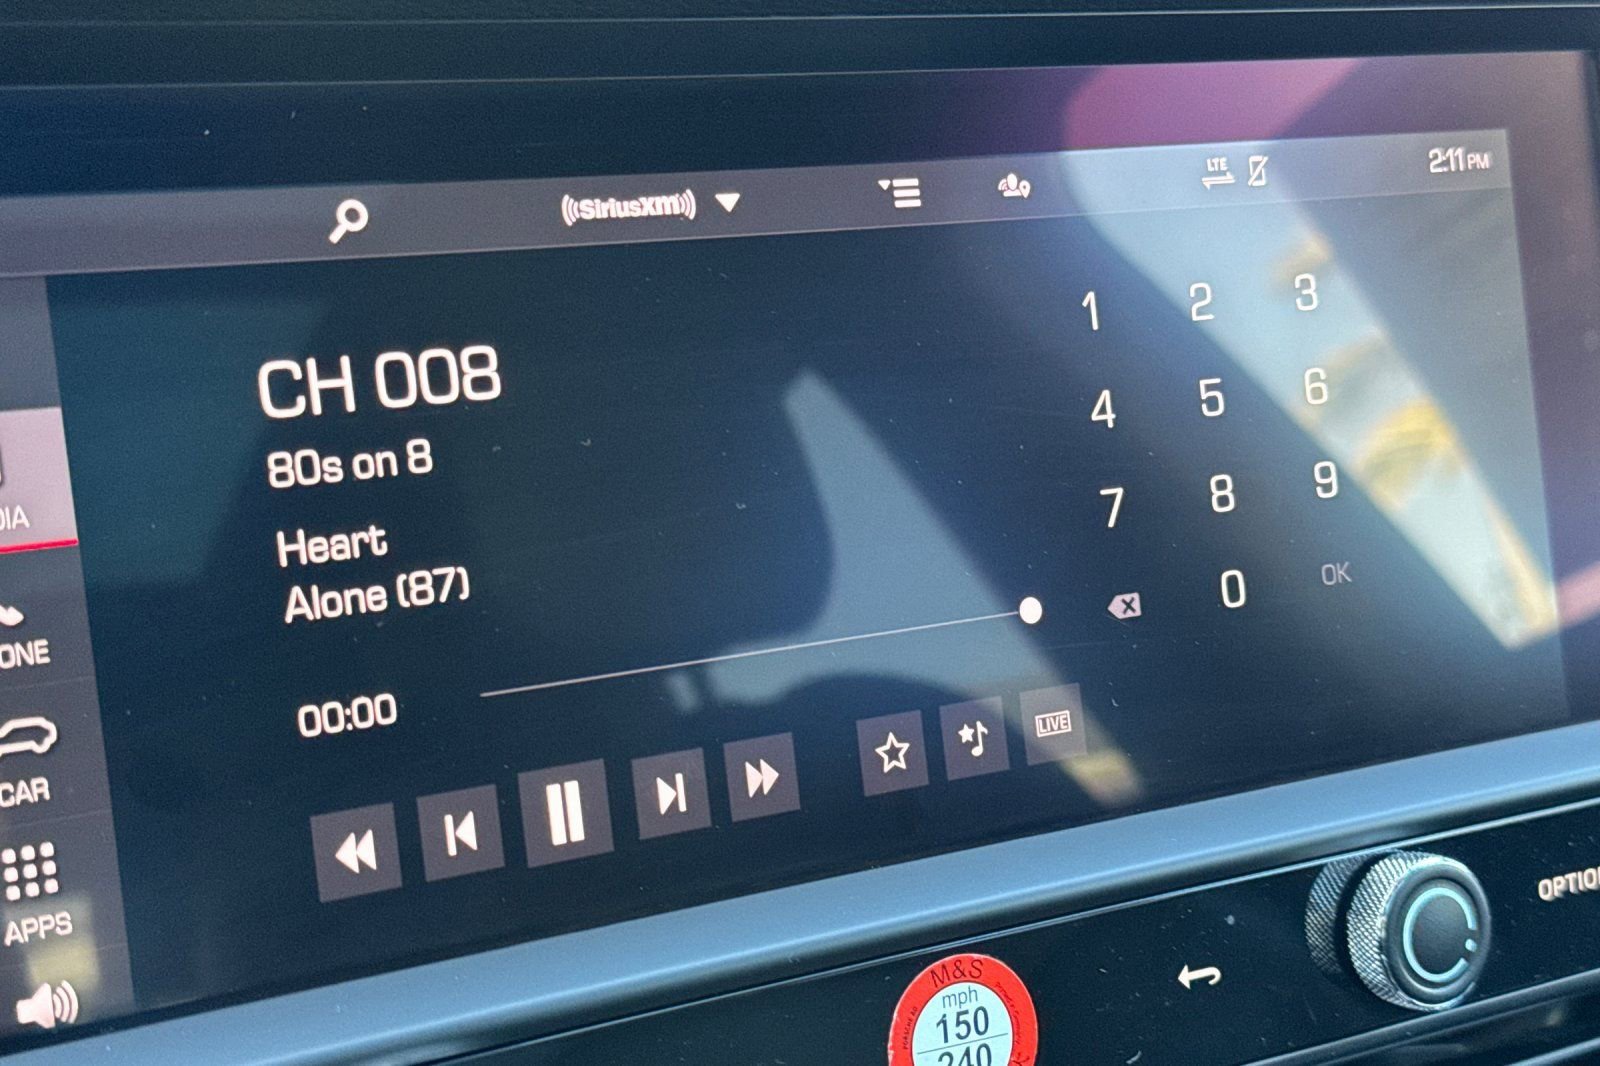 SiriusXM
LTE
2:11 PM
CH 008
80s on 8
Heart
Alone (87)
00:00
1 2 3
4 5 6
7 8 9
0 OK
LIVE
DIA
ONE
CAR
APPS
OPTIO
M&S
mph
150
240